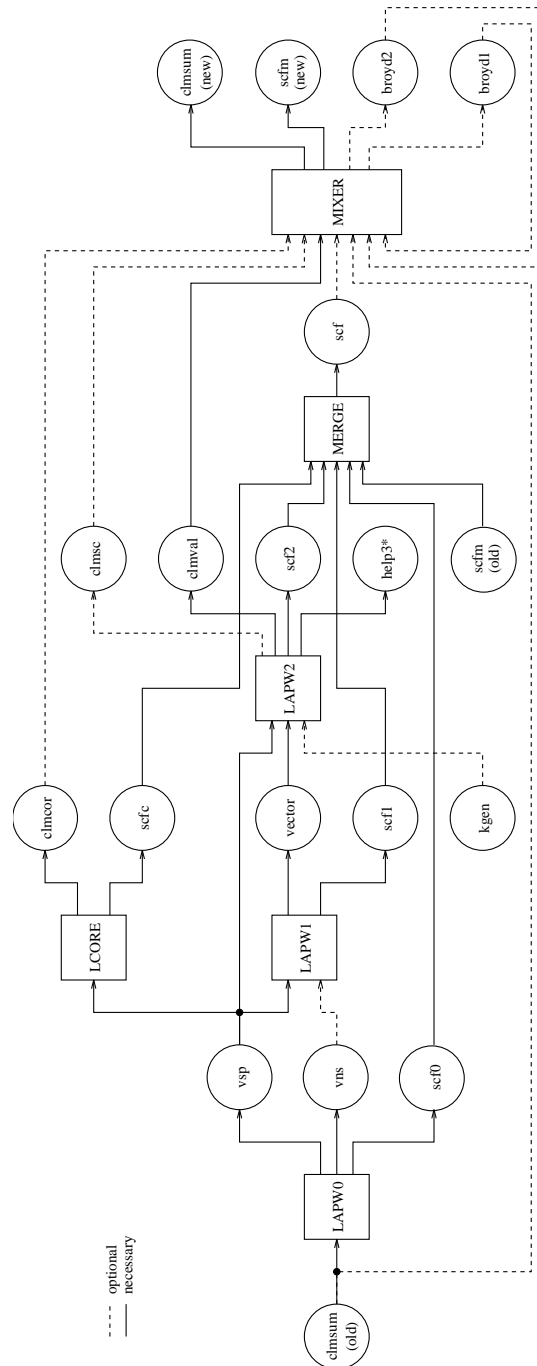 optional
necessary
clmsum
(old)
LAPW0
vsp
vns
scf0
LCORE
LAPW1
clmcor
scfc
vector
scf1
kgen
LAPW2
clmsc
clmval
scf2
help3*
scfm
(old)
MERGE
scf
MIXER
clmsum
(new)
scfm
(new)
broyd2
broyd1